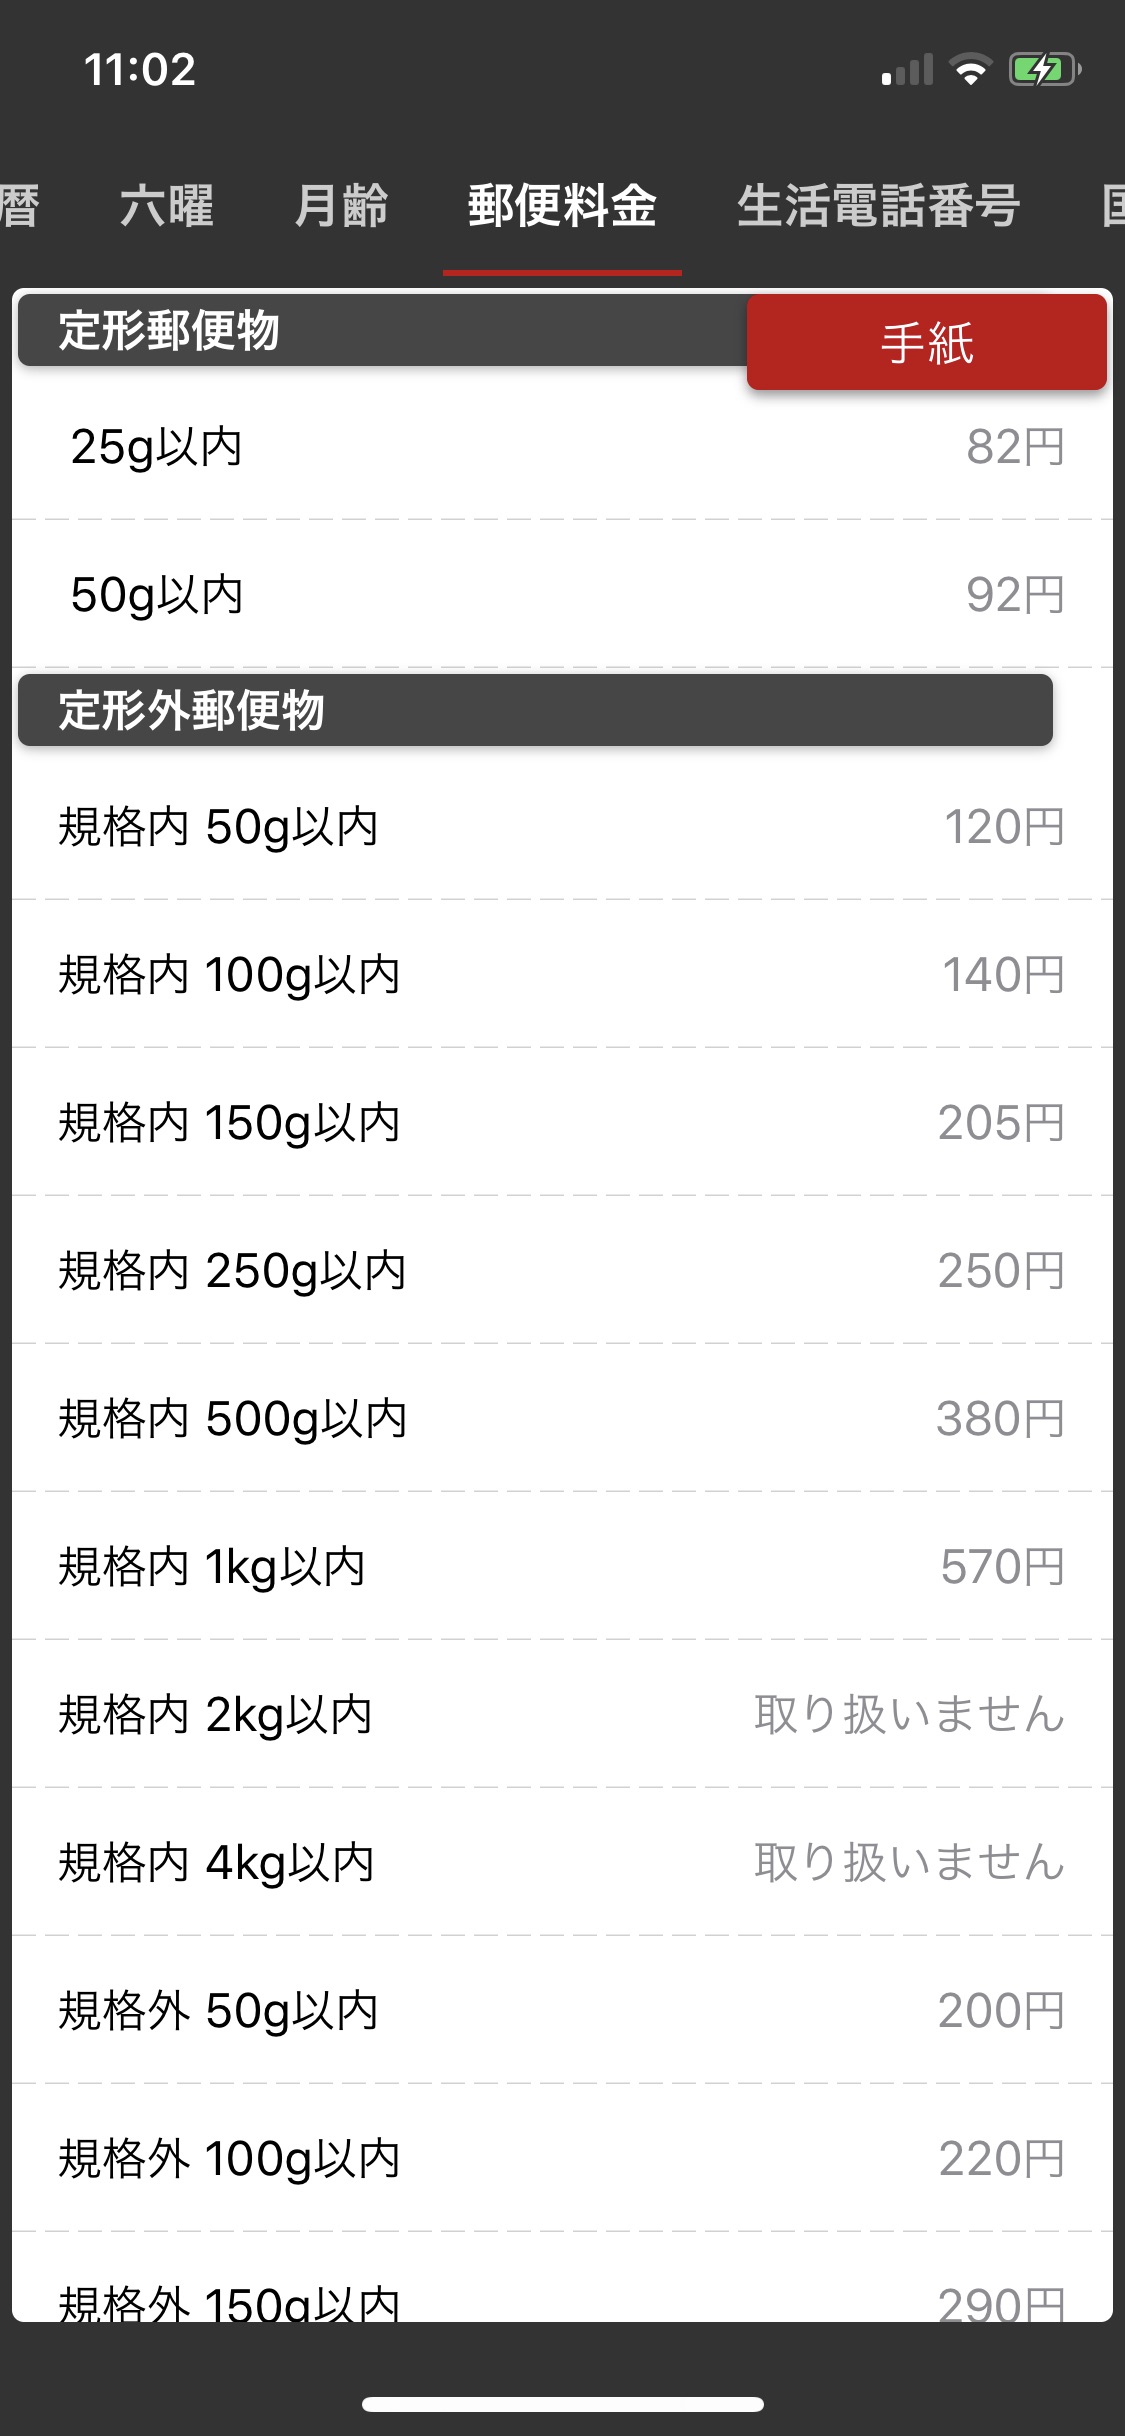 11:02
暦 六曜 月齢 郵便料金 生活電話番号
定形郵便物 手紙
25g以内 82円
50g以内 92円
定形外郵便物
規格内 50g以内 120円
規格内 100g以内 140円
規格内 150g以内 205円
規格内 250g以内 250円
規格内 500g以内 380円
規格内 1kg以内 570円
規格内 2kg以内 取り扱いません
規格内 4kg以内 取り扱いません
規格外 50g以内 200円
規格外 100g以内 220円
規格外 150g以内 290円